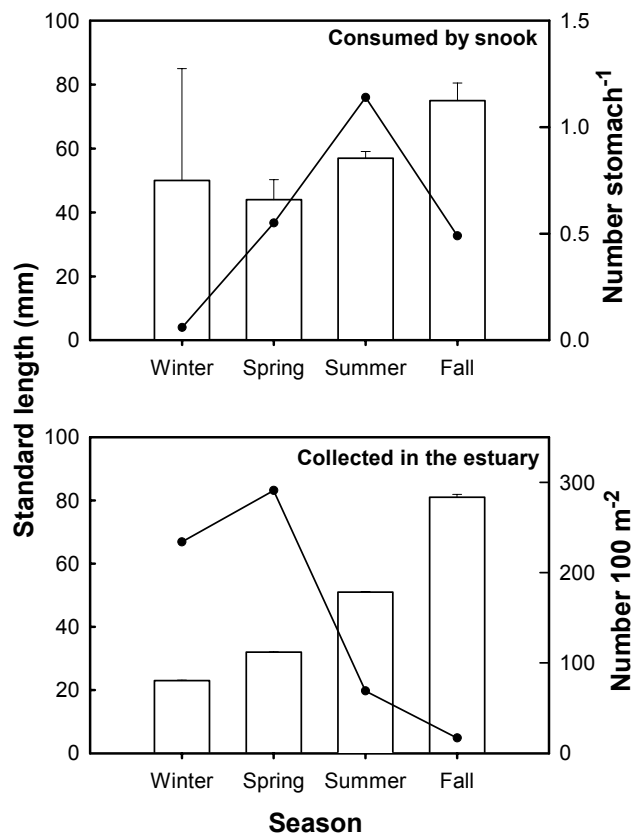 Consumed by snook
100
80
60
40
20
0
1.5
1.0
0.5
0.0
Winter Spring Summer Fall
Standard length (mm)
Number stomach⁻¹
Collected in the estuary
100
80
60
40
20
0
300
200
100
0
Winter Spring Summer Fall
Number 100 m⁻²
Season